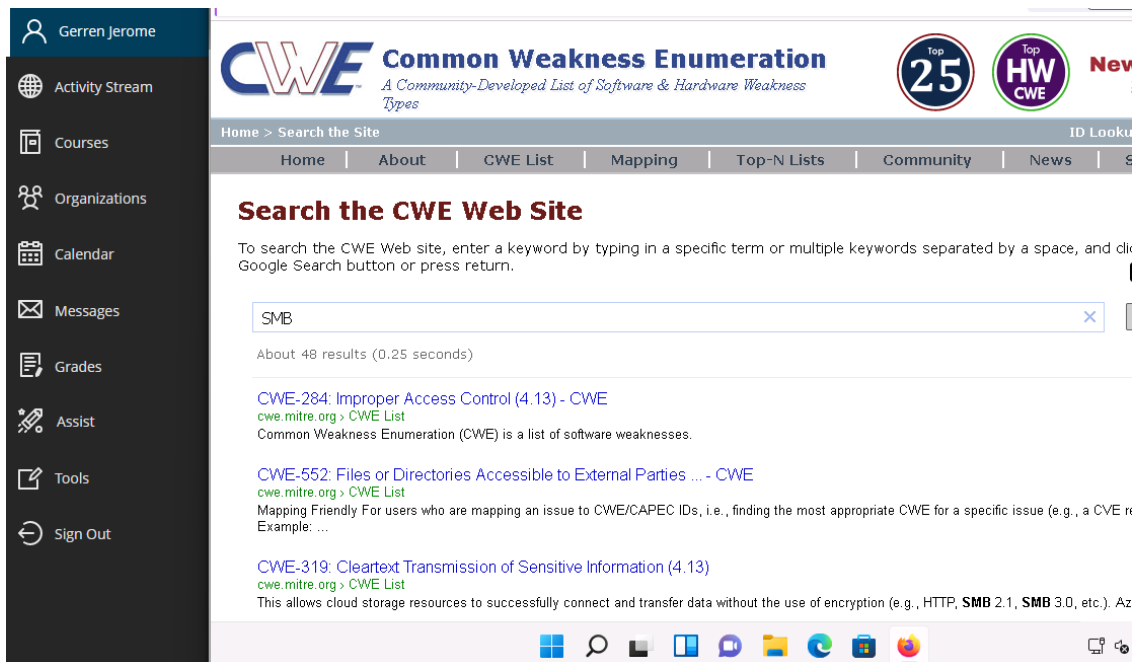 Gerren Jerome
Activity Stream
Courses
Organizations
Calendar
Messages
Grades
Assist
Tools
Sign Out
CWE
Common Weakness Enumeration
A Community-Developed List of Software & Hardware Weakness
Types
Top
25
Top
HW
CWE
New
Home > Search the Site
ID Looku
Home
About
CWE List
Mapping
Top-N Lists
Community
News
S
Search the CWE Web Site
To search the CWE Web site, enter a keyword by typing in a specific term or multiple keywords separated by a space, and clic
Google Search button or press return.
SMB
About 48 results (0.25 seconds)
CWE-284: Improper Access Control (4.13) - CWE
cwe.mitre.org › CWE List
Common Weakness Enumeration (CWE) is a list of software weaknesses.
CWE-552: Files or Directories Accessible to External Parties ... - CWE
cwe.mitre.org › CWE List
Mapping Friendly For users who are mapping an issue to CWE/CAPEC IDs, i.e., finding the most appropriate CWE for a specific issue (e.g., a CVE re
Example: ...
CWE-319: Cleartext Transmission of Sensitive Information (4.13)
cwe.mitre.org › CWE List
This allows cloud storage resources to successfully connect and transfer data without the use of encryption (e.g., HTTP, SMB 2.1, SMB 3.0, etc.). Az